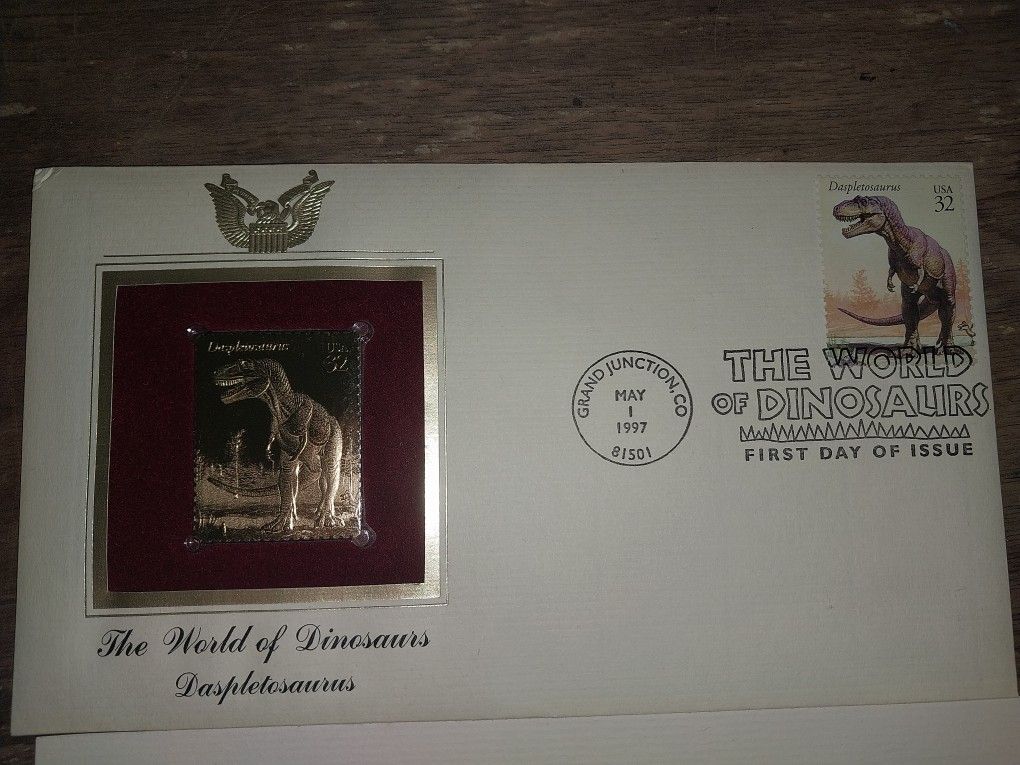 Daspletosaurus
USA
32
The World of Dinosaurs
Daspletosaurus
Daspletosaurus
USA
32
GRAND JUNCTION, CO
MAY
1
1997
81501
THE WORLD
OF DINOSAURS
FIRST DAY OF ISSUE